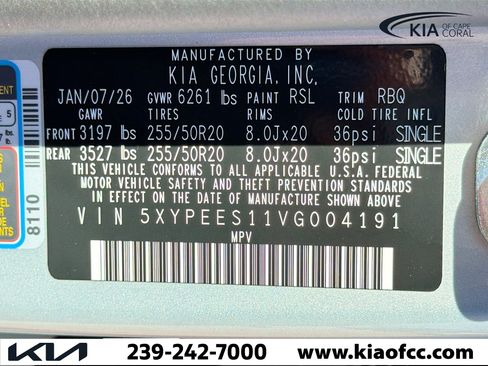 KIA OF CAPE CORAL
MANUFACTURED BY
KIA GEORGIA. INC.
JAN/07/26 GVWR 6261 lbs PAINT RSL TRIM RBQ
GAWR TIRES RIMS COLD TIRE INFL
FRONT 3197 lbs 255/50R20 8.0Jx20 36psi SINGLE
REAR 3527 lbs 255/50R20 8.0Jx20 36psi SINGLE
THIS VEHICLE CONFORMS TO ALL APPLICABLE U.S. FEDERAL
MOTOR VEHICLE SAFETY, BUMPER, AND THEFT PREVENTION
STANDARDS IN EFFECT ON THE DATE OF MANUFACTURE
SHOWN ABOVE.
VIN 5XYPEES11VG004191
MPV
5
8110
KIA
239-242-7000 www.kiaofcc.com